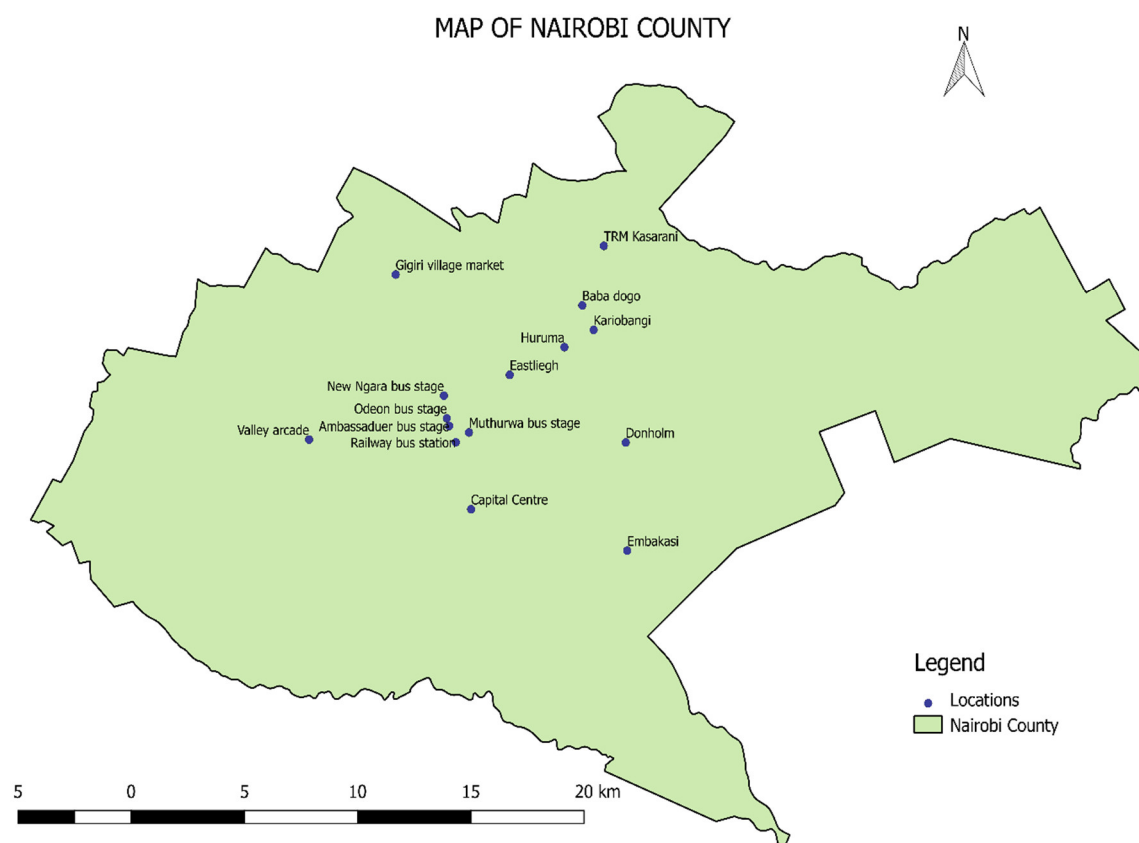 MAP OF NAIROBI COUNTY
N
TRM Kasarani
Gigiri village market
Baba dogo
Kariobangi
Huruma
Eastliegh
New Ngara bus stage
Odeon bus stage
Ambassaduer bus stage
Muthurwa bus stage
Valley arcade
Railway bus station
Donholm
Capital Centre
Embakasi
Legend
Locations
Nairobi County
5 0 5 10 15 20 km